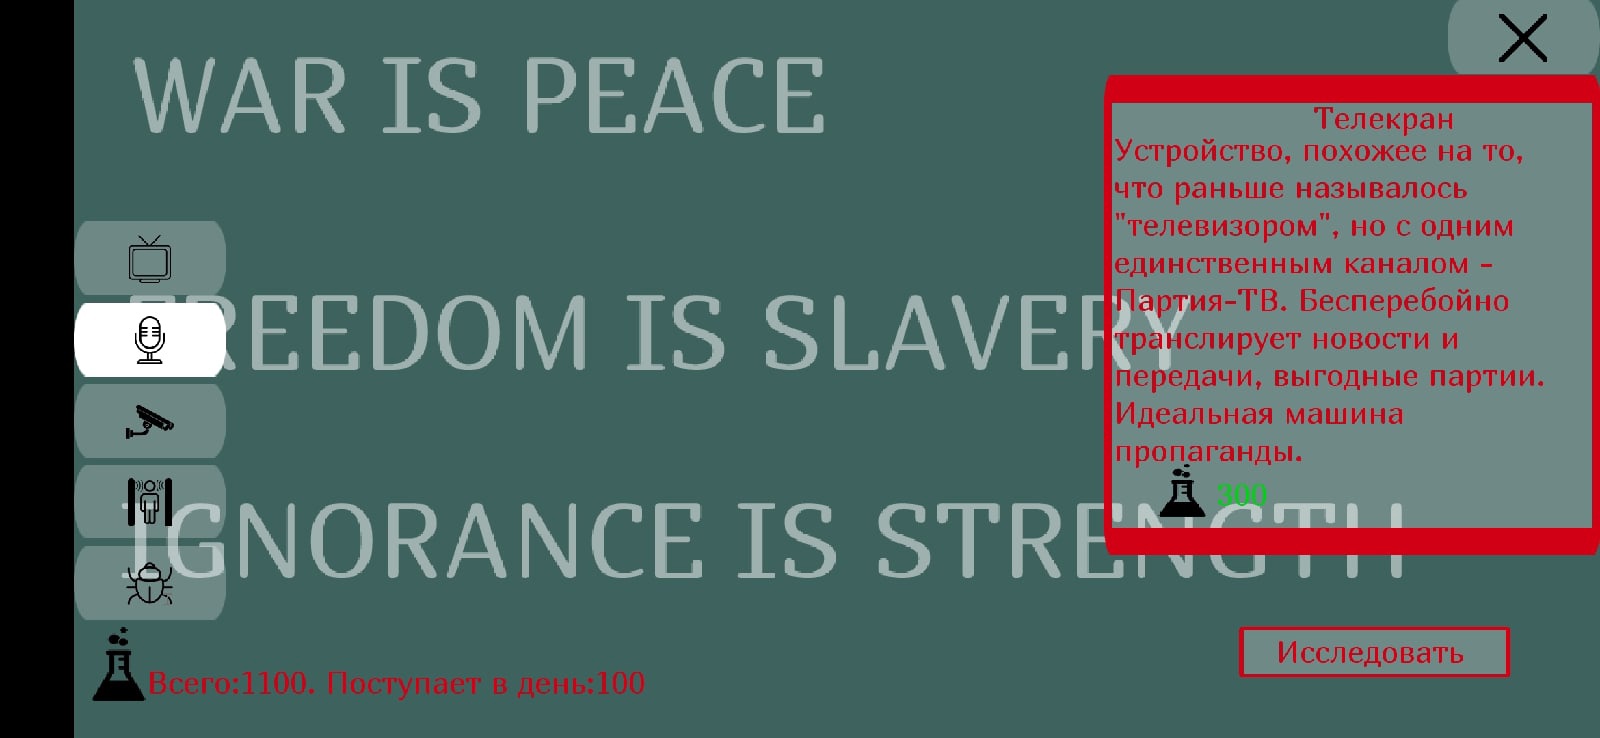 WAR IS PEACE
FREEDOM IS SLAVERY
IGNORANCE IS STRENGTH
Телекран
Устройство, похожее на то,
что раньше называлось
"телевизором", но с одним
единственным каналом -
Партия-ТВ. Бесперебойно
транслирует новости и
передачи, выгодные партии.
Идеальная машина
пропаганды.
300
Исследовать
Всего:1100. Поступает в день:100